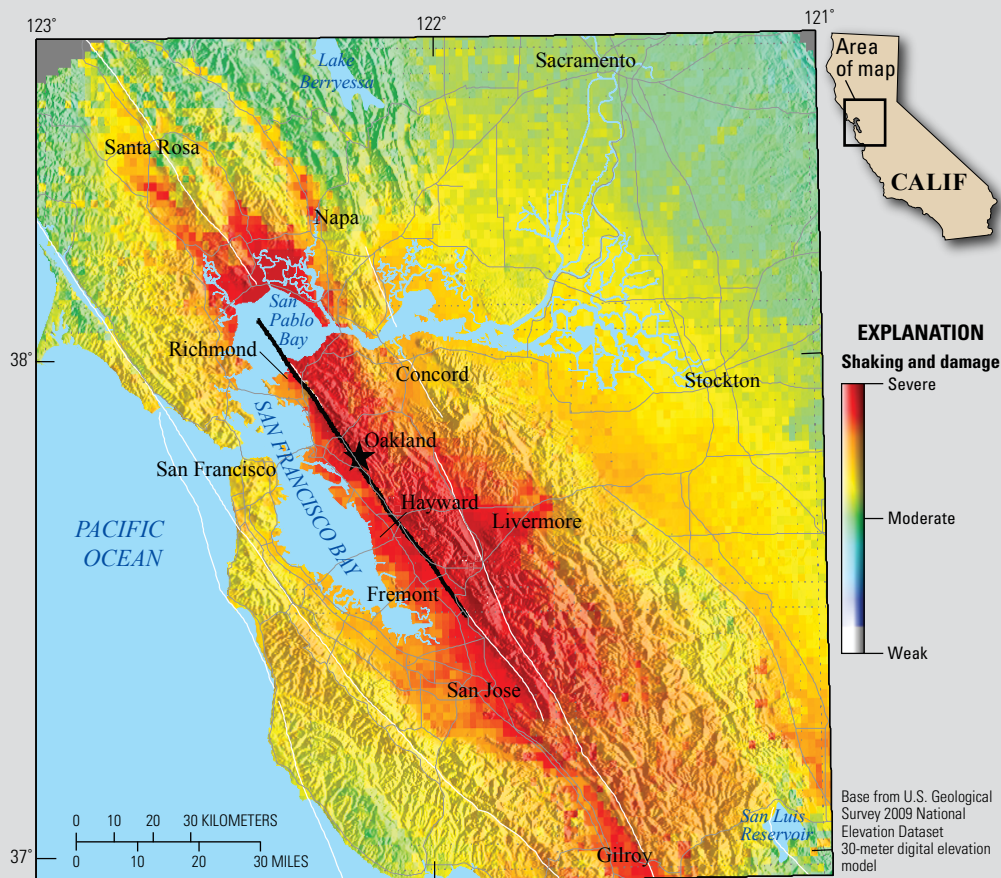 123°
122°
121°
Area
of map
CALIF
Lake
Berryessa
Sacramento
Santa Rosa
Napa
San
Pablo
Bay
Richmond
38
Concord
Stockton
SAN FRANCISCO BAY
Oakland
San Francisco
Hayward
Livermore
PACIFIC
OCEAN
Fremont
San Jose
EXPLANATION
Shaking and damage
Severe
Moderate
Weak
0 10 20 30 KILOMETERS
0 10 20 30 MILES
San Luis
Reservoir
Gilroy
37°
Base from U.S. Geological
Survey 2009 National
Elevation Dataset
30-meter digital elevation
model